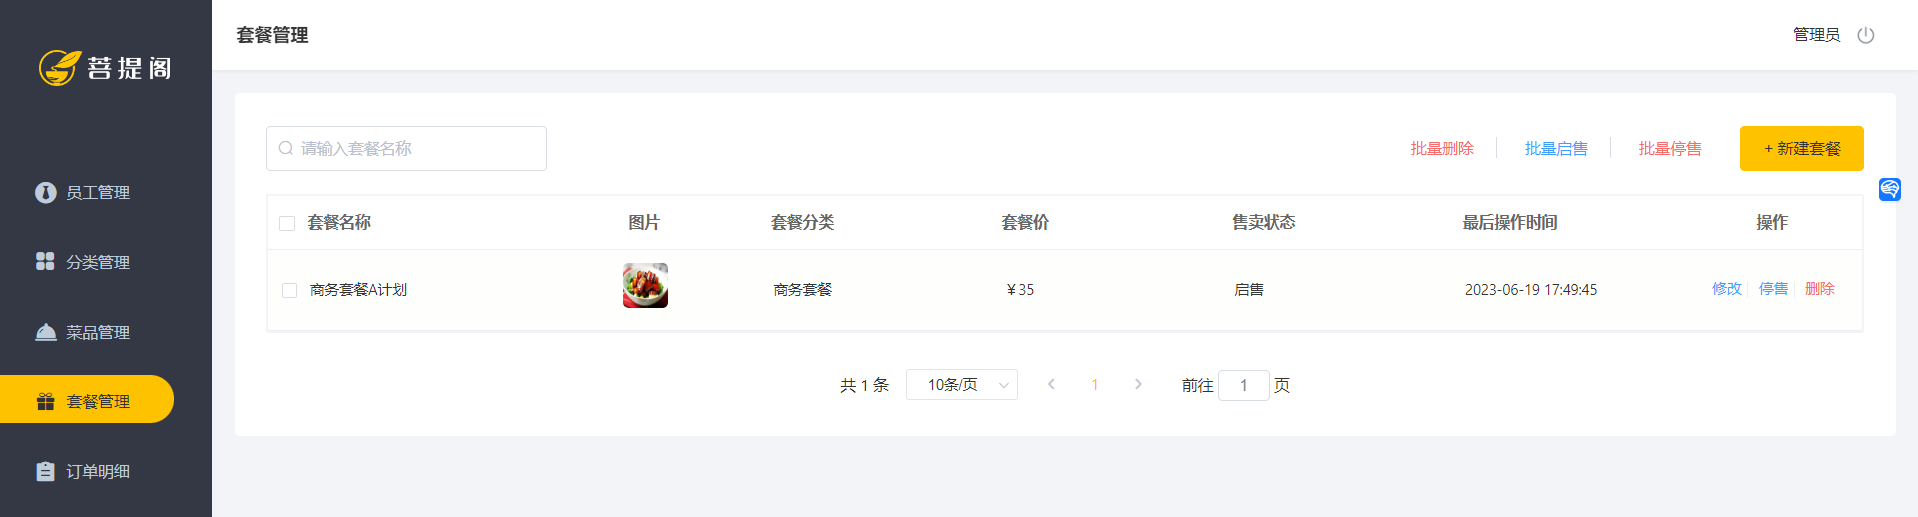 菩提阁
员工管理
分类管理
菜品管理
套餐管理
订单明细
套餐管理
管理员
请输入套餐名称
批量删除 批量启售 批量停售 + 新建套餐
套餐名称 图片 套餐分类 套餐价 售卖状态 最后操作时间 操作
商务套餐A计划 商务套餐 ￥35 启售 2023-06-19 17:49:45 修改 停售 删除
共 1 条 10条/页 1 前往 1 页